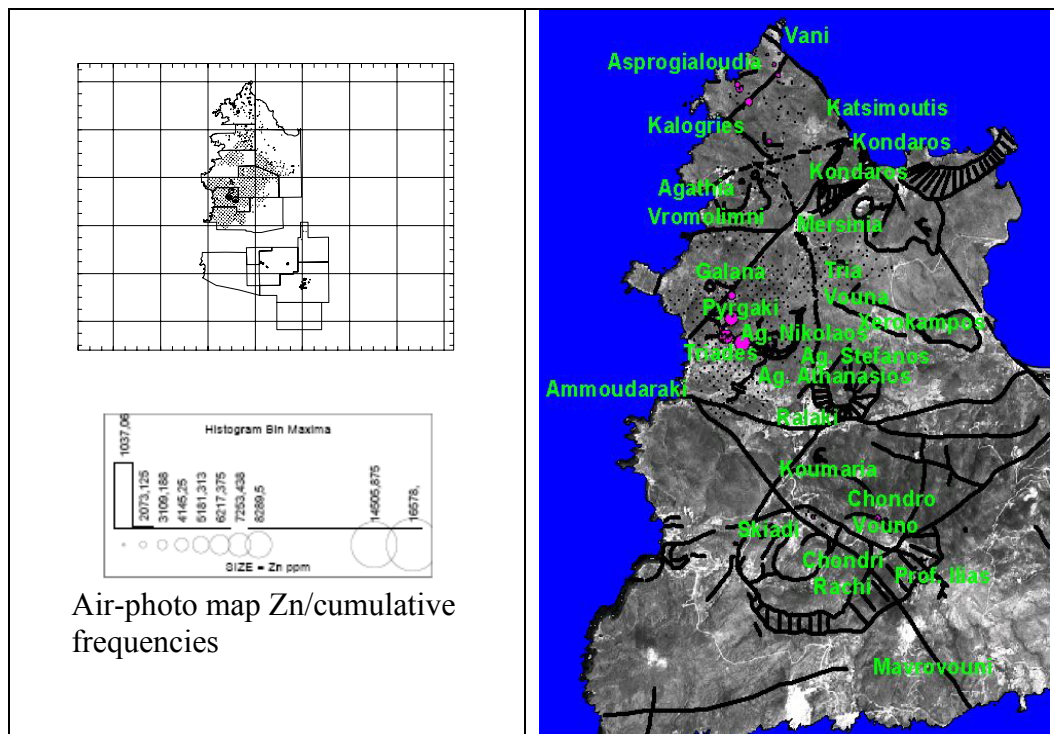 Histogram Bin Maxima
1037,06
2073,125
3109,188
4145,25
5181,313
6217,375
7253,438
8289,5
14505,875
16578,
SIZE = Zn ppm
Air-photo map Zn/cumulative
frequencies
Vani
Asprogialoudia
Katsimoutis
Kalogries
Kondaros
Kondaros
Agathia
Vromolimni
Mersinia
Galana
Tria
Vouna
Pyrgaki
Xerokampos
Ag. Nikolaos
Triades
Ag. Stefanos
Ag. Athanasios
Ammoudaraki
Ralaki
Koumaria
Chondro
Vouno
Skiadi
Chondri
Rachi
Prof. Ilias
Mavrovouni